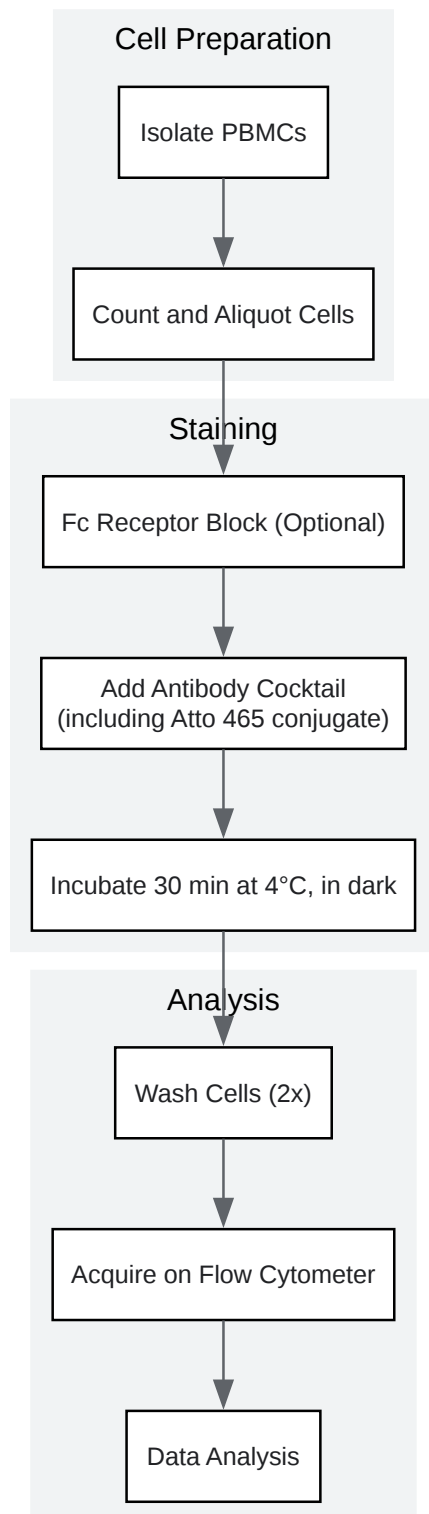 Cell Preparation
Isolate PBMCs
Count and Aliquot Cells
Staining
Fc Receptor Block (Optional)
Add Antibody Cocktail
(including Atto 465 conjugate)
Incubate 30 min at 4°C, in dark
Analysis
Wash Cells (2x)
Acquire on Flow Cytometer
Data Analysis